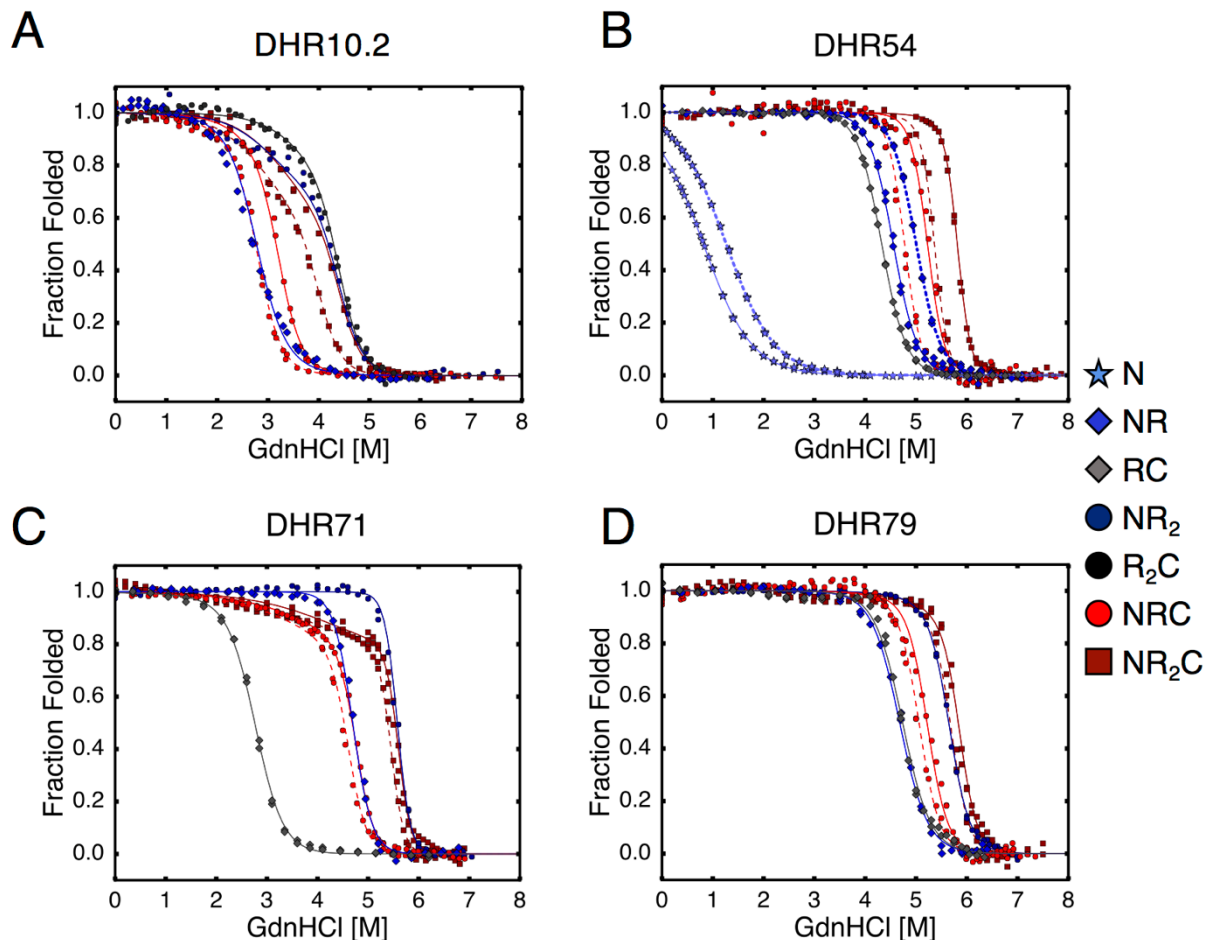 A
DHR10.2
Fraction Folded
1.0
0.8
0.6
0.4
0.2
0.0
0 1 2 3 4 5 6 7 8
GdnHCl [M]
B
DHR54
Fraction Folded
1.0
0.8
0.6
0.4
0.2
0.0
0 1 2 3 4 5 6 7 8
GdnHCl [M]
C
DHR71
Fraction Folded
1.0
0.8
0.6
0.4
0.2
0.0
0 1 2 3 4 5 6 7 8
GdnHCl [M]
D
DHR79
Fraction Folded
1.0
0.8
0.6
0.4
0.2
0.0
0 1 2 3 4 5 6 7 8
GdnHCl [M]
N
NR
RC
NR₂
R₂C
NRC
NR₂C